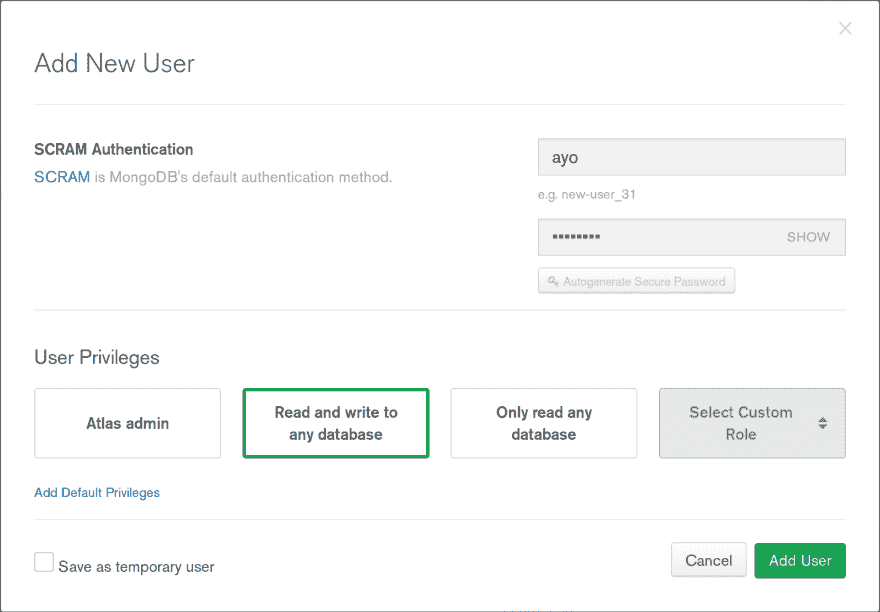 Add New User
SCRAM Authentication
SCRAM is MongoDB's default authentication method.
ayo
e.g. new-user_31
SHOW
Autogenerate Secure Password
User Privileges
Atlas admin
Read and write to
any database
Only read any
database
Select Custom
Role
Add Default Privileges
Save as temporary user
Cancel
Add User